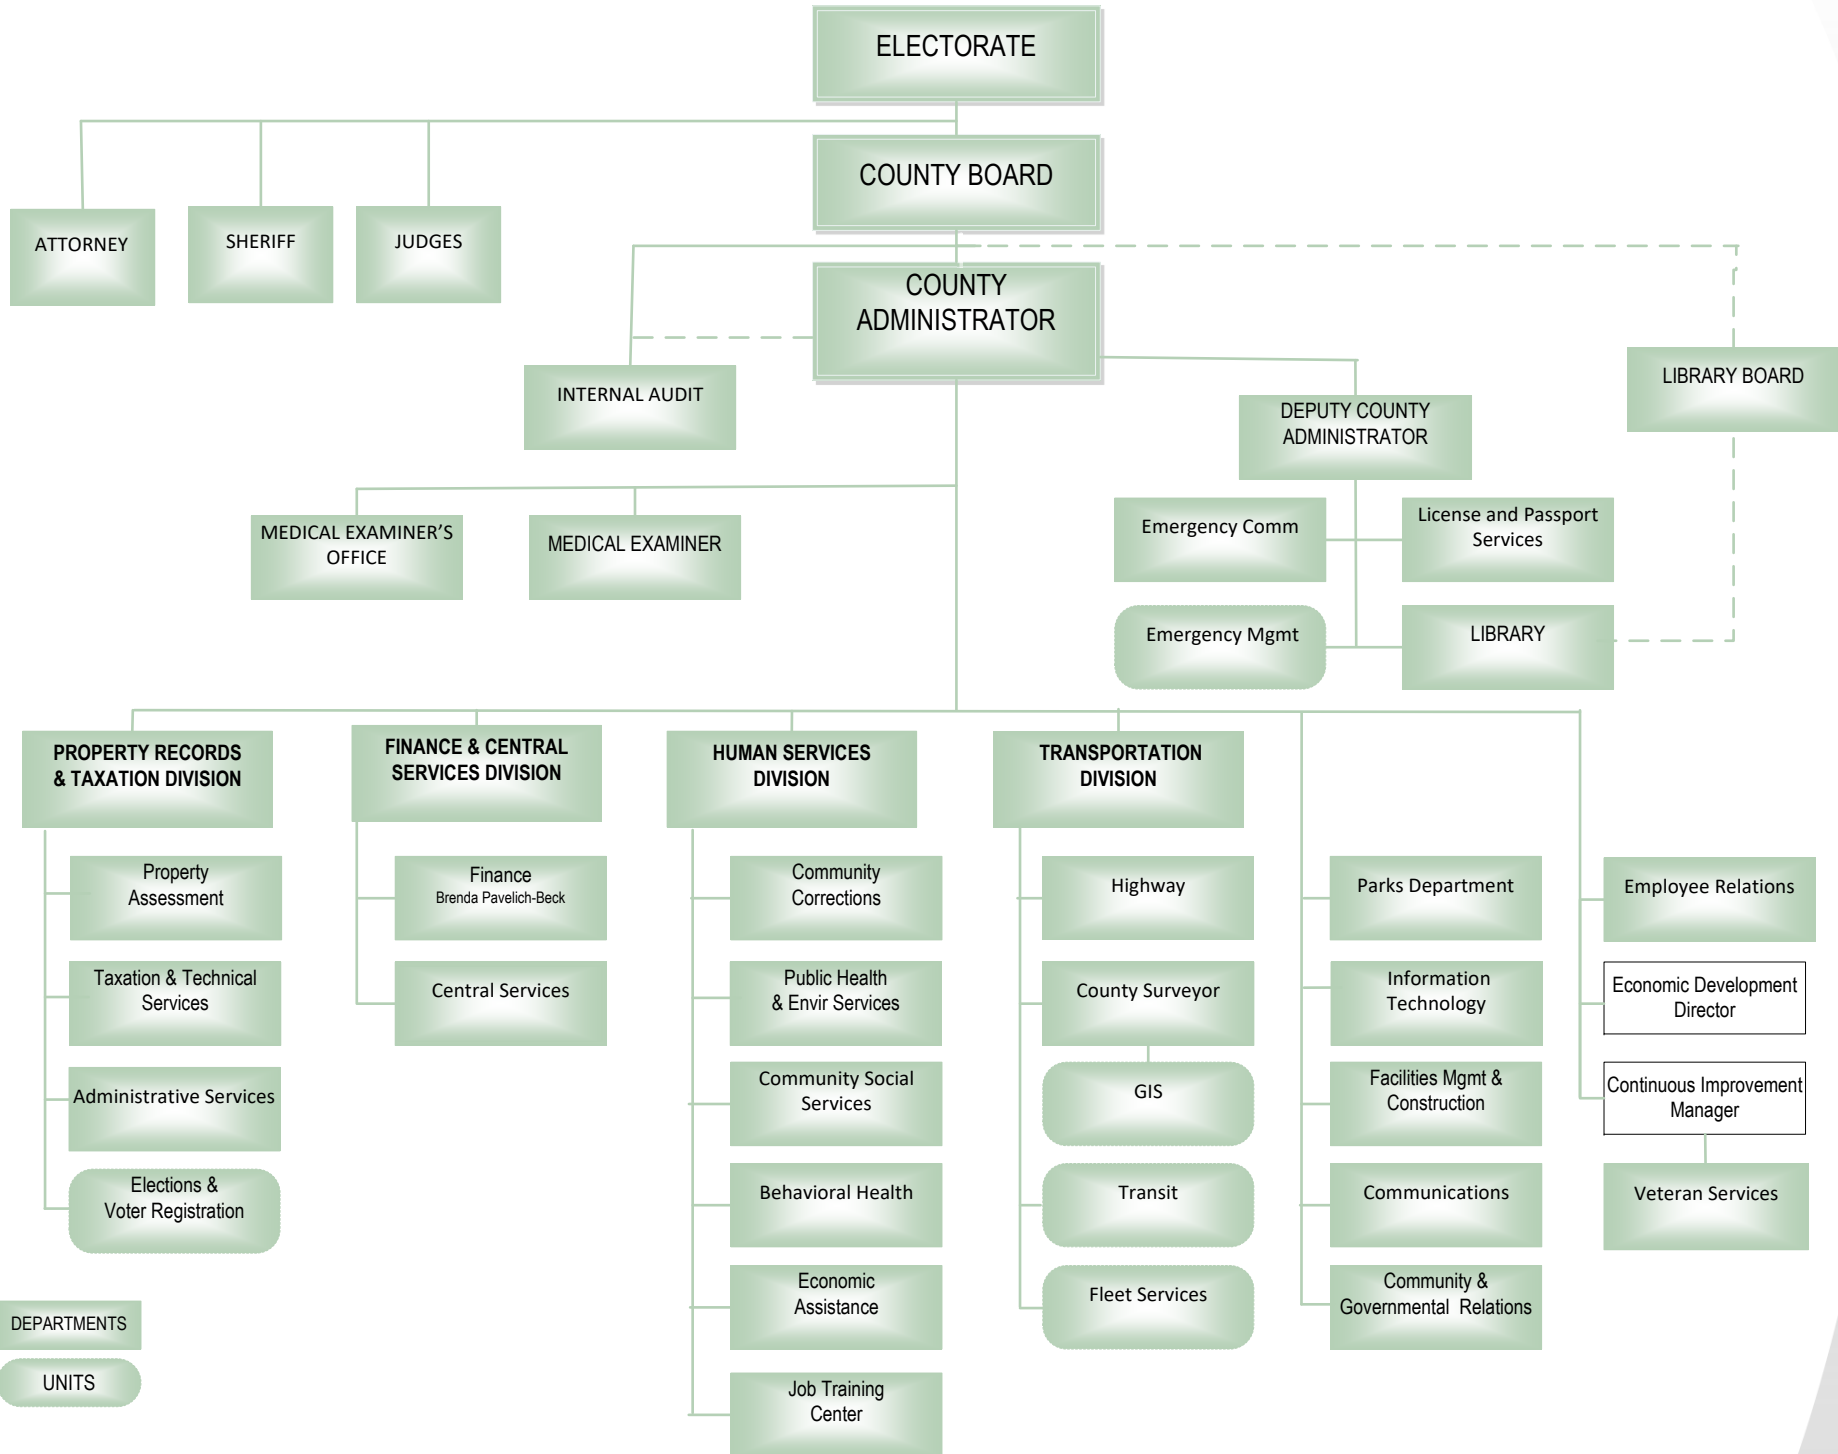 ELECTORATE
COUNTY BOARD
ATTORNEY
SHERIFF
JUDGES
COUNTY
ADMINISTRATOR
INTERNAL AUDIT
LIBRARY BOARD
DEPUTY COUNTY
ADMINISTRATOR
MEDICAL EXAMINER’S
OFFICE
MEDICAL EXAMINER
Emergency Comm
License and Passport
Services
Emergency Mgmt
LIBRARY
PROPERTY RECORDS
& TAXATION DIVISION
FINANCE & CENTRAL
SERVICES DIVISION
HUMAN SERVICES
DIVISION
TRANSPORTATION
DIVISION
Property
Assessment
Taxation & Technical
Services
Administrative Services
Elections &
Voter Registration
Finance
Brenda Pavelich-Beck
Central Services
Community
Corrections
Public Health
& Envir Services
Community Social
Services
Behavioral Health
Economic
Assistance
Job Training
Center
Highway
County Surveyor
GIS
Transit
Fleet Services
Parks Department
Information
Technology
Facilities Mgmt &
Construction
Communications
Community &
Governmental Relations
Employee Relations
Economic Development
Director
Continuous Improvement
Manager
Veteran Services
DEPARTMENTS
UNITS